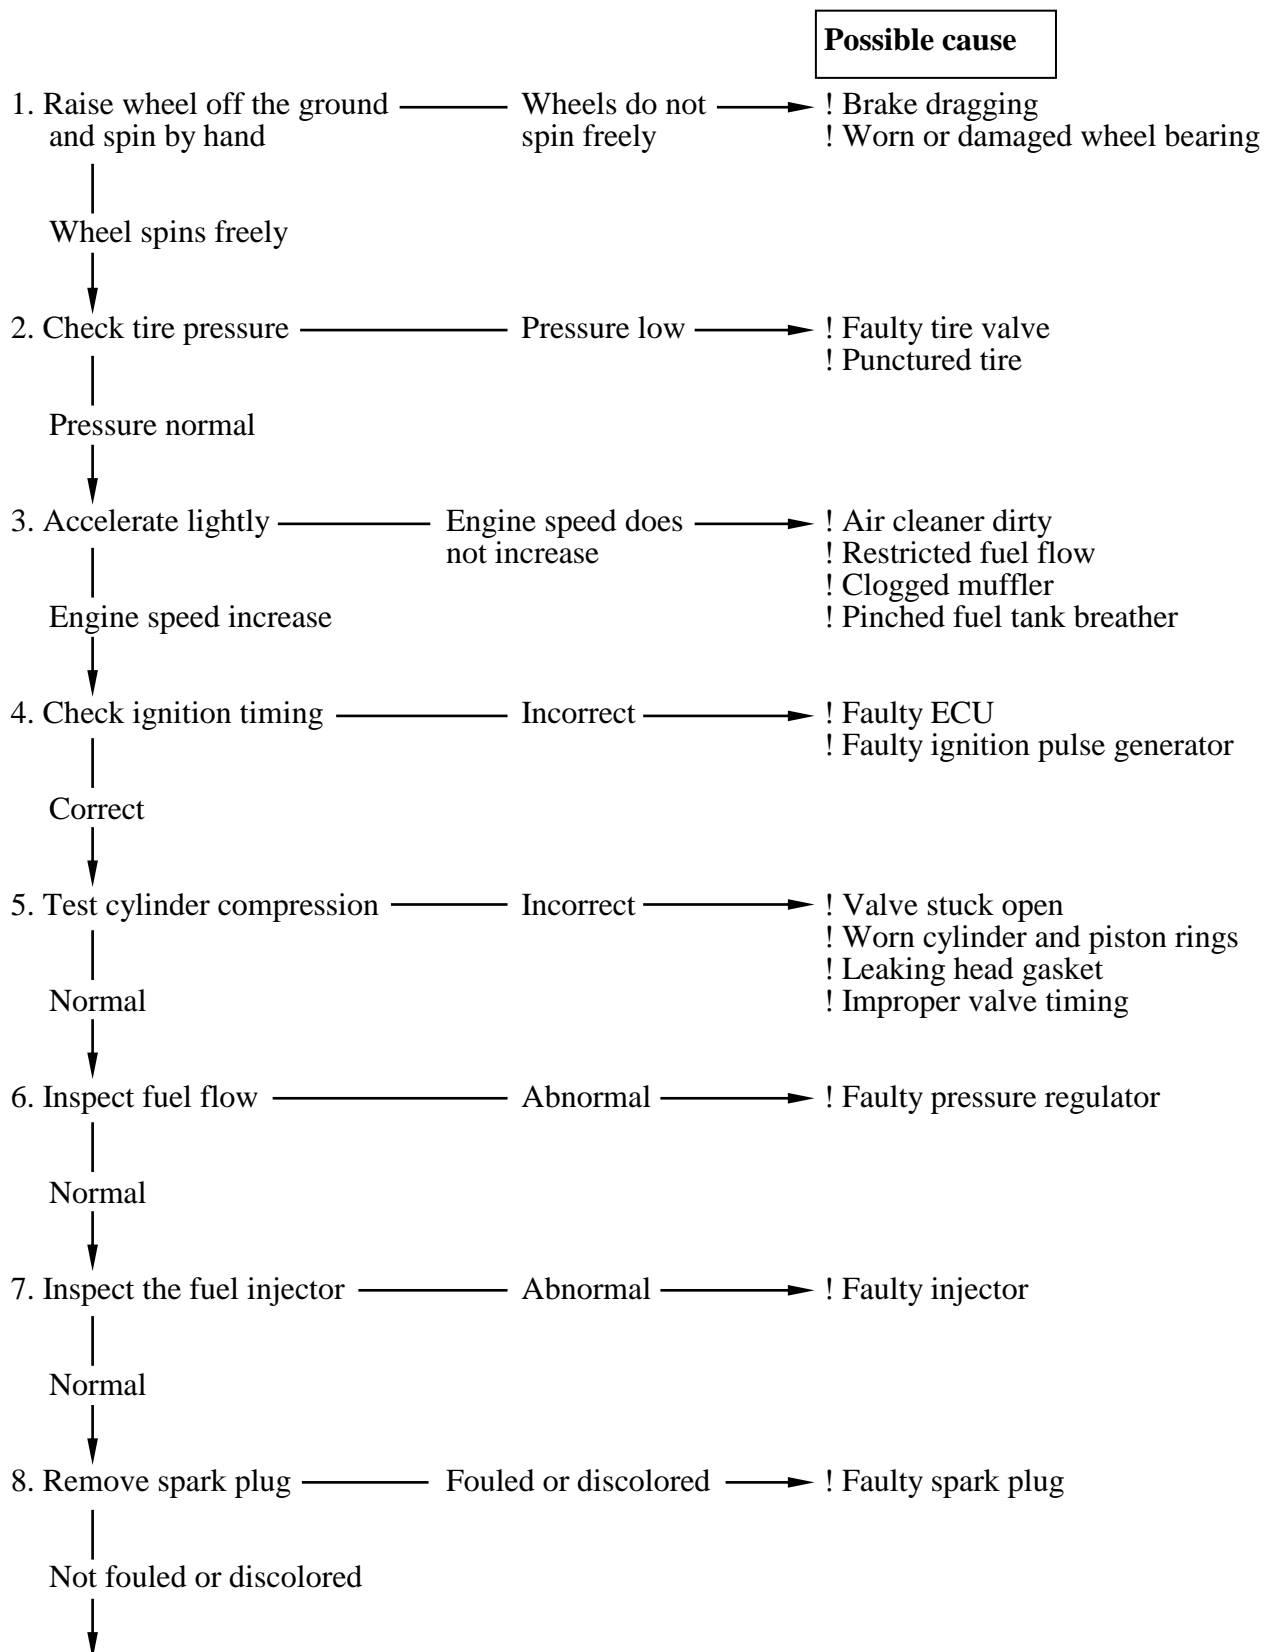 Possible cause
1. Raise wheel off the ground
and spin by hand
Wheels do not
spin freely
! Brake dragging
! Worn or damaged wheel bearing
Wheel spins freely
2. Check tire pressure
Pressure low
! Faulty tire valve
! Punctured tire
Pressure normal
3. Accelerate lightly
Engine speed does
not increase
! Air cleaner dirty
! Restricted fuel flow
! Clogged muffler
! Pinched fuel tank breather
Engine speed increase
4. Check ignition timing
Incorrect
! Faulty ECU
! Faulty ignition pulse generator
Correct
5. Test cylinder compression
Incorrect
! Valve stuck open
! Worn cylinder and piston rings
! Leaking head gasket
! Improper valve timing
Normal
6. Inspect fuel flow
Abnormal
! Faulty pressure regulator
Normal
7. Inspect the fuel injector
Abnormal
! Faulty injector
Normal
8. Remove spark plug
Fouled or discolored
! Faulty spark plug
Not fouled or discolored